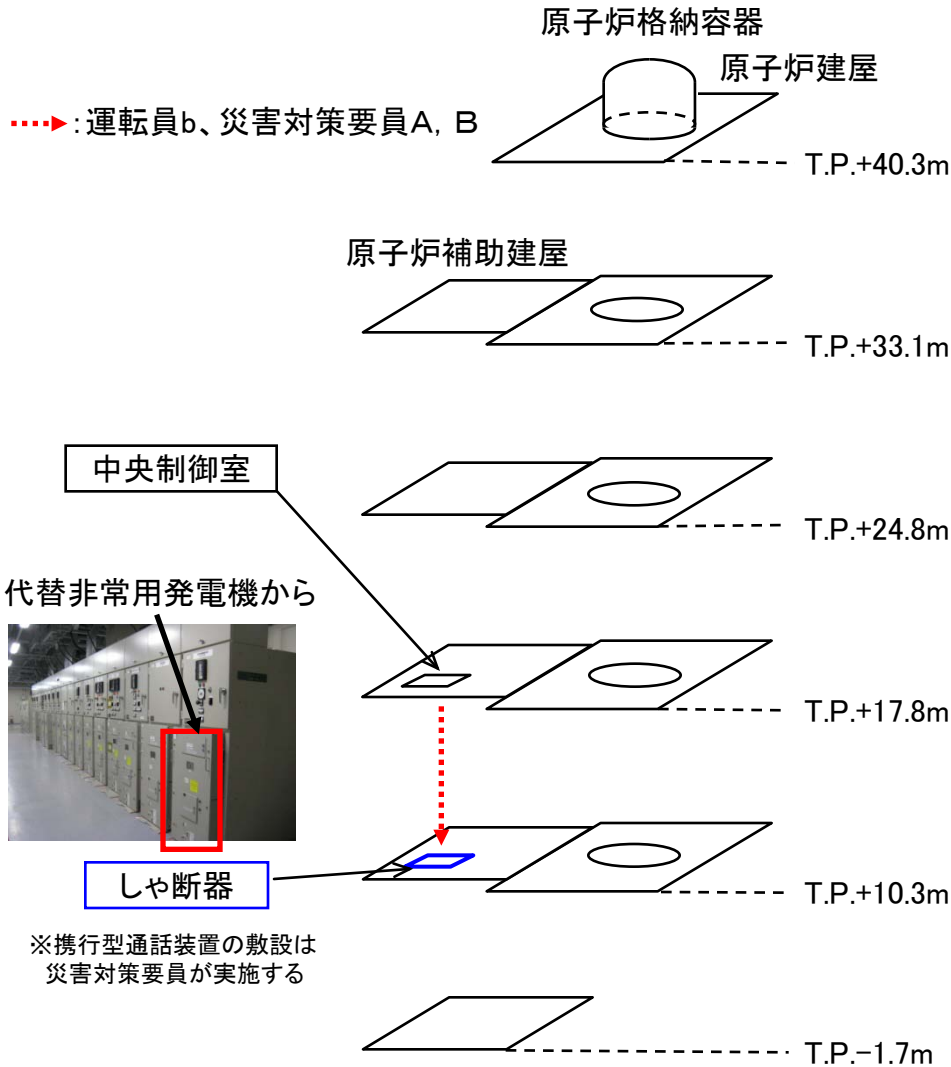 原子炉格納容器
原子炉建屋
:運転員b、災害対策要員A, B
T.P.+40.3m
原子炉補助建屋
T.P.+33.1m
中央制御室
T.P.+24.8m
代替非常用発電機から
T.P.+17.8m
しゃ断器
T.P.+10.3m
※携行型通話装置の敷設は
災害対策要員が実施する
T.P.-1.7m